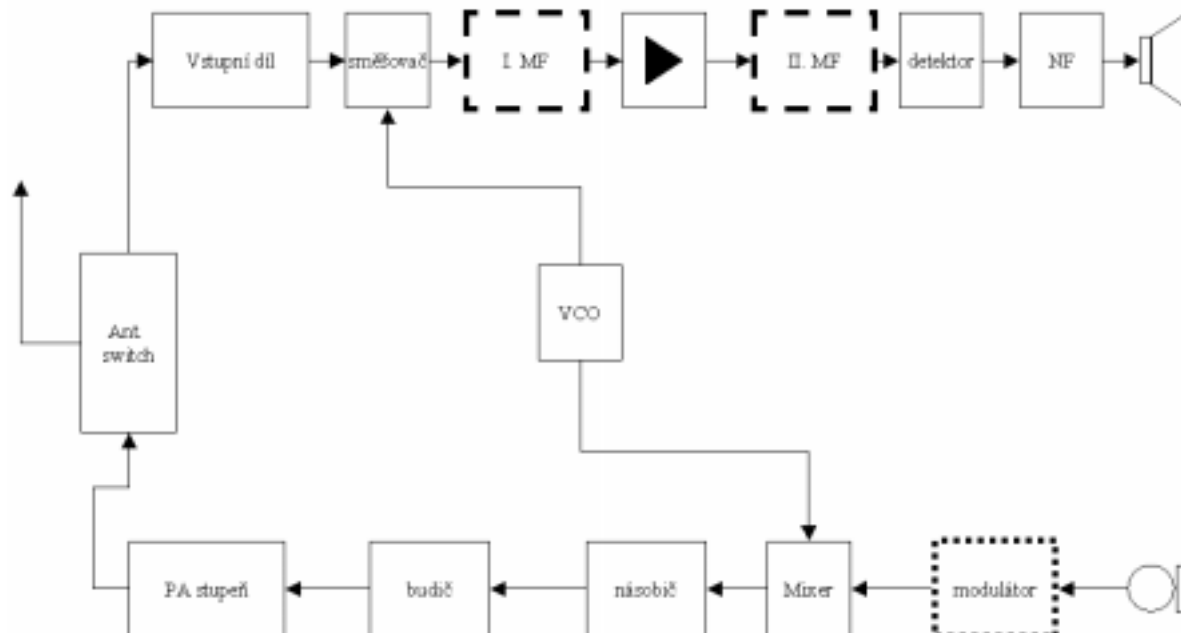 Vstupní díl
směšovač
I. MF
II. MF
detektor
NF
VCO
Ant.
switch
PA stupeň
budič
násobič
Mixer
modulátor